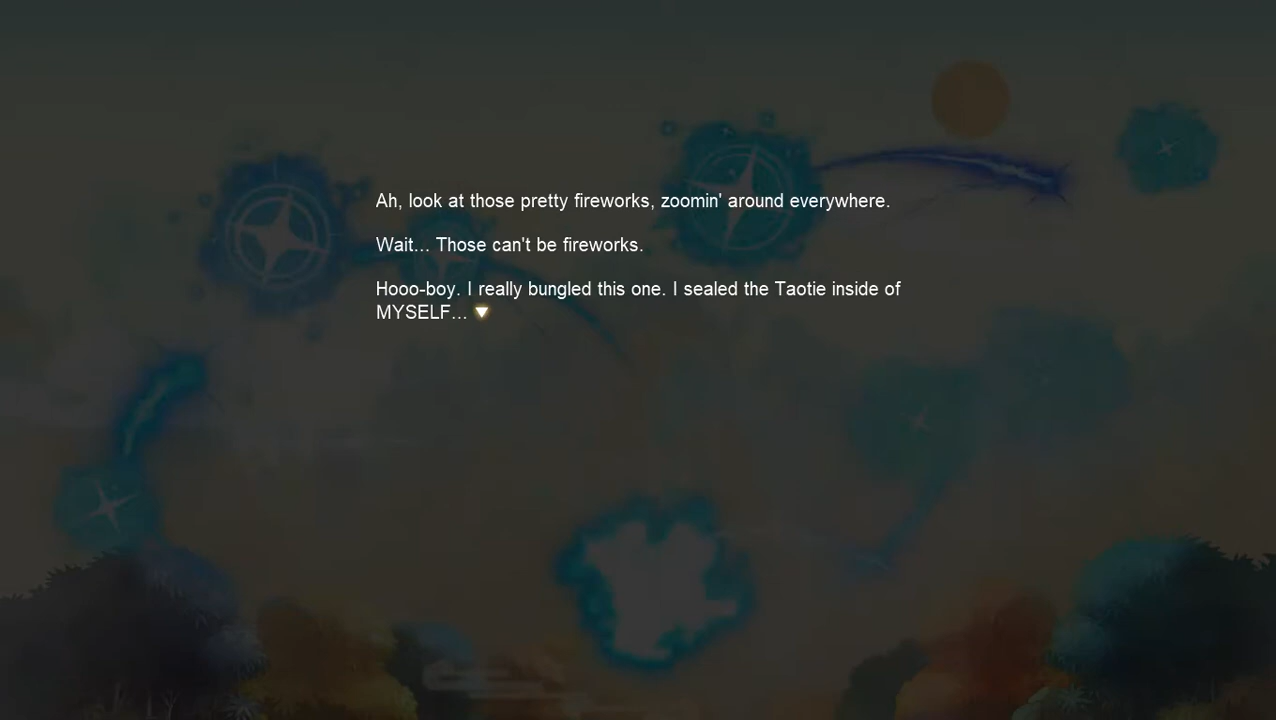 Ah, look at those pretty fireworks, zoomin' around everywhere.
Wait... Those can't be fireworks.
Hooo-boy. I really bungled this one. I sealed the Taotie inside of
MYSELF...